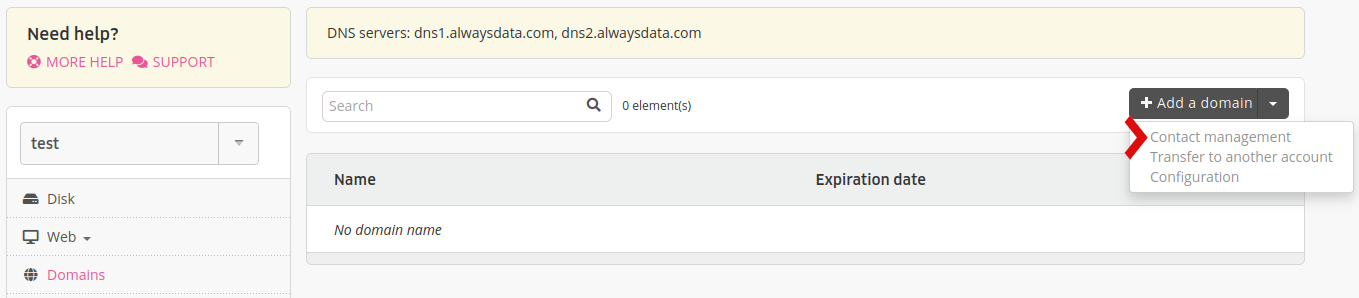 Need help?
MORE HELP SUPPORT
test
Disk
Web
Domains
DNS servers: dns1.alwaysdata.com, dns2.alwaysdata.com
Search
0 element(s)
Add a domain
Contact management
Transfer to another account
Configuration
Name Expiration date
No domain name